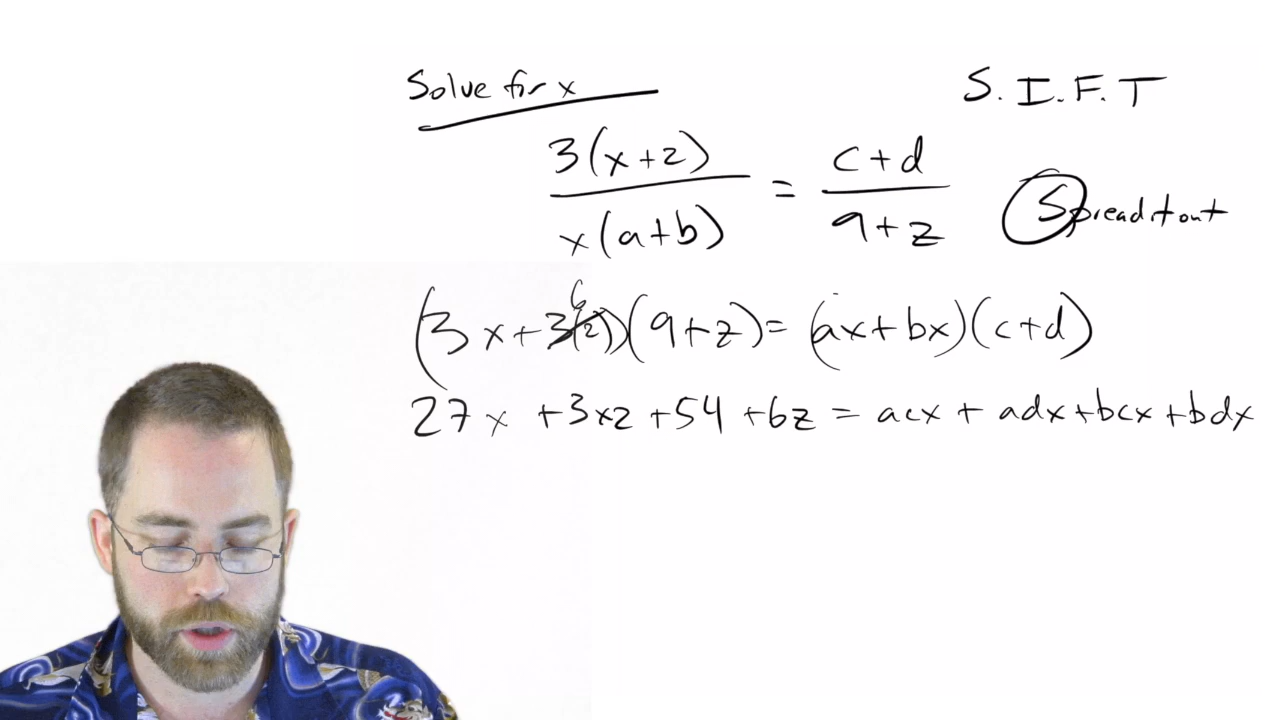 Solve for x
S. I. F. T
3(x+2) / x(a+b) = c+d / 9+z
Spread it out
(3x+3(2))6(9+z)=(ax+bx)(c+d)
27x +3xz +54 +6z = acx + adx +bcx +bdx